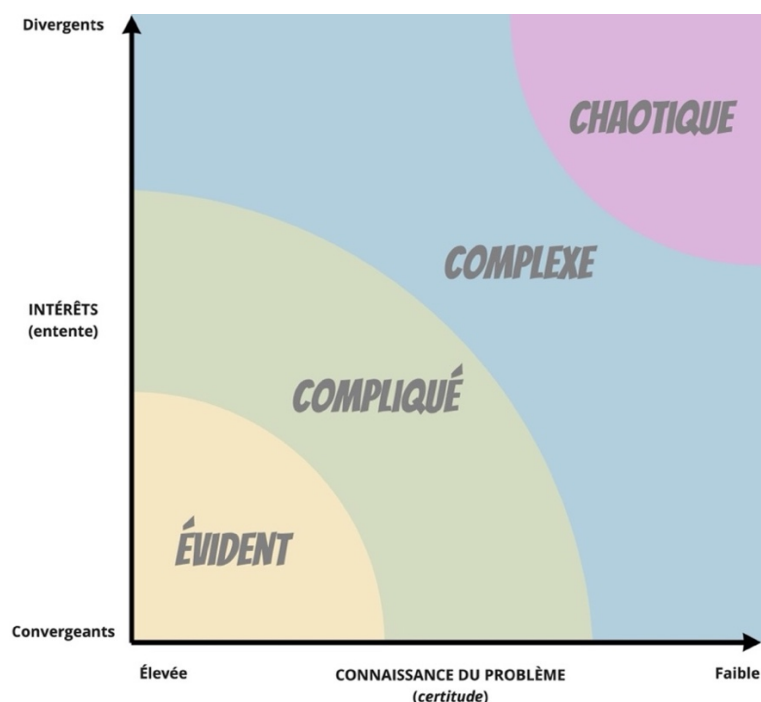 Divergents
CHAOTIQUE
COMPLEXE
INTÉRÊTS
(entente)
COMPLIQUÉ
ÉVIDENT
Convergeants
Élevée
CONNAISSANCE DU PROBLÈME
Faible
(certitude)